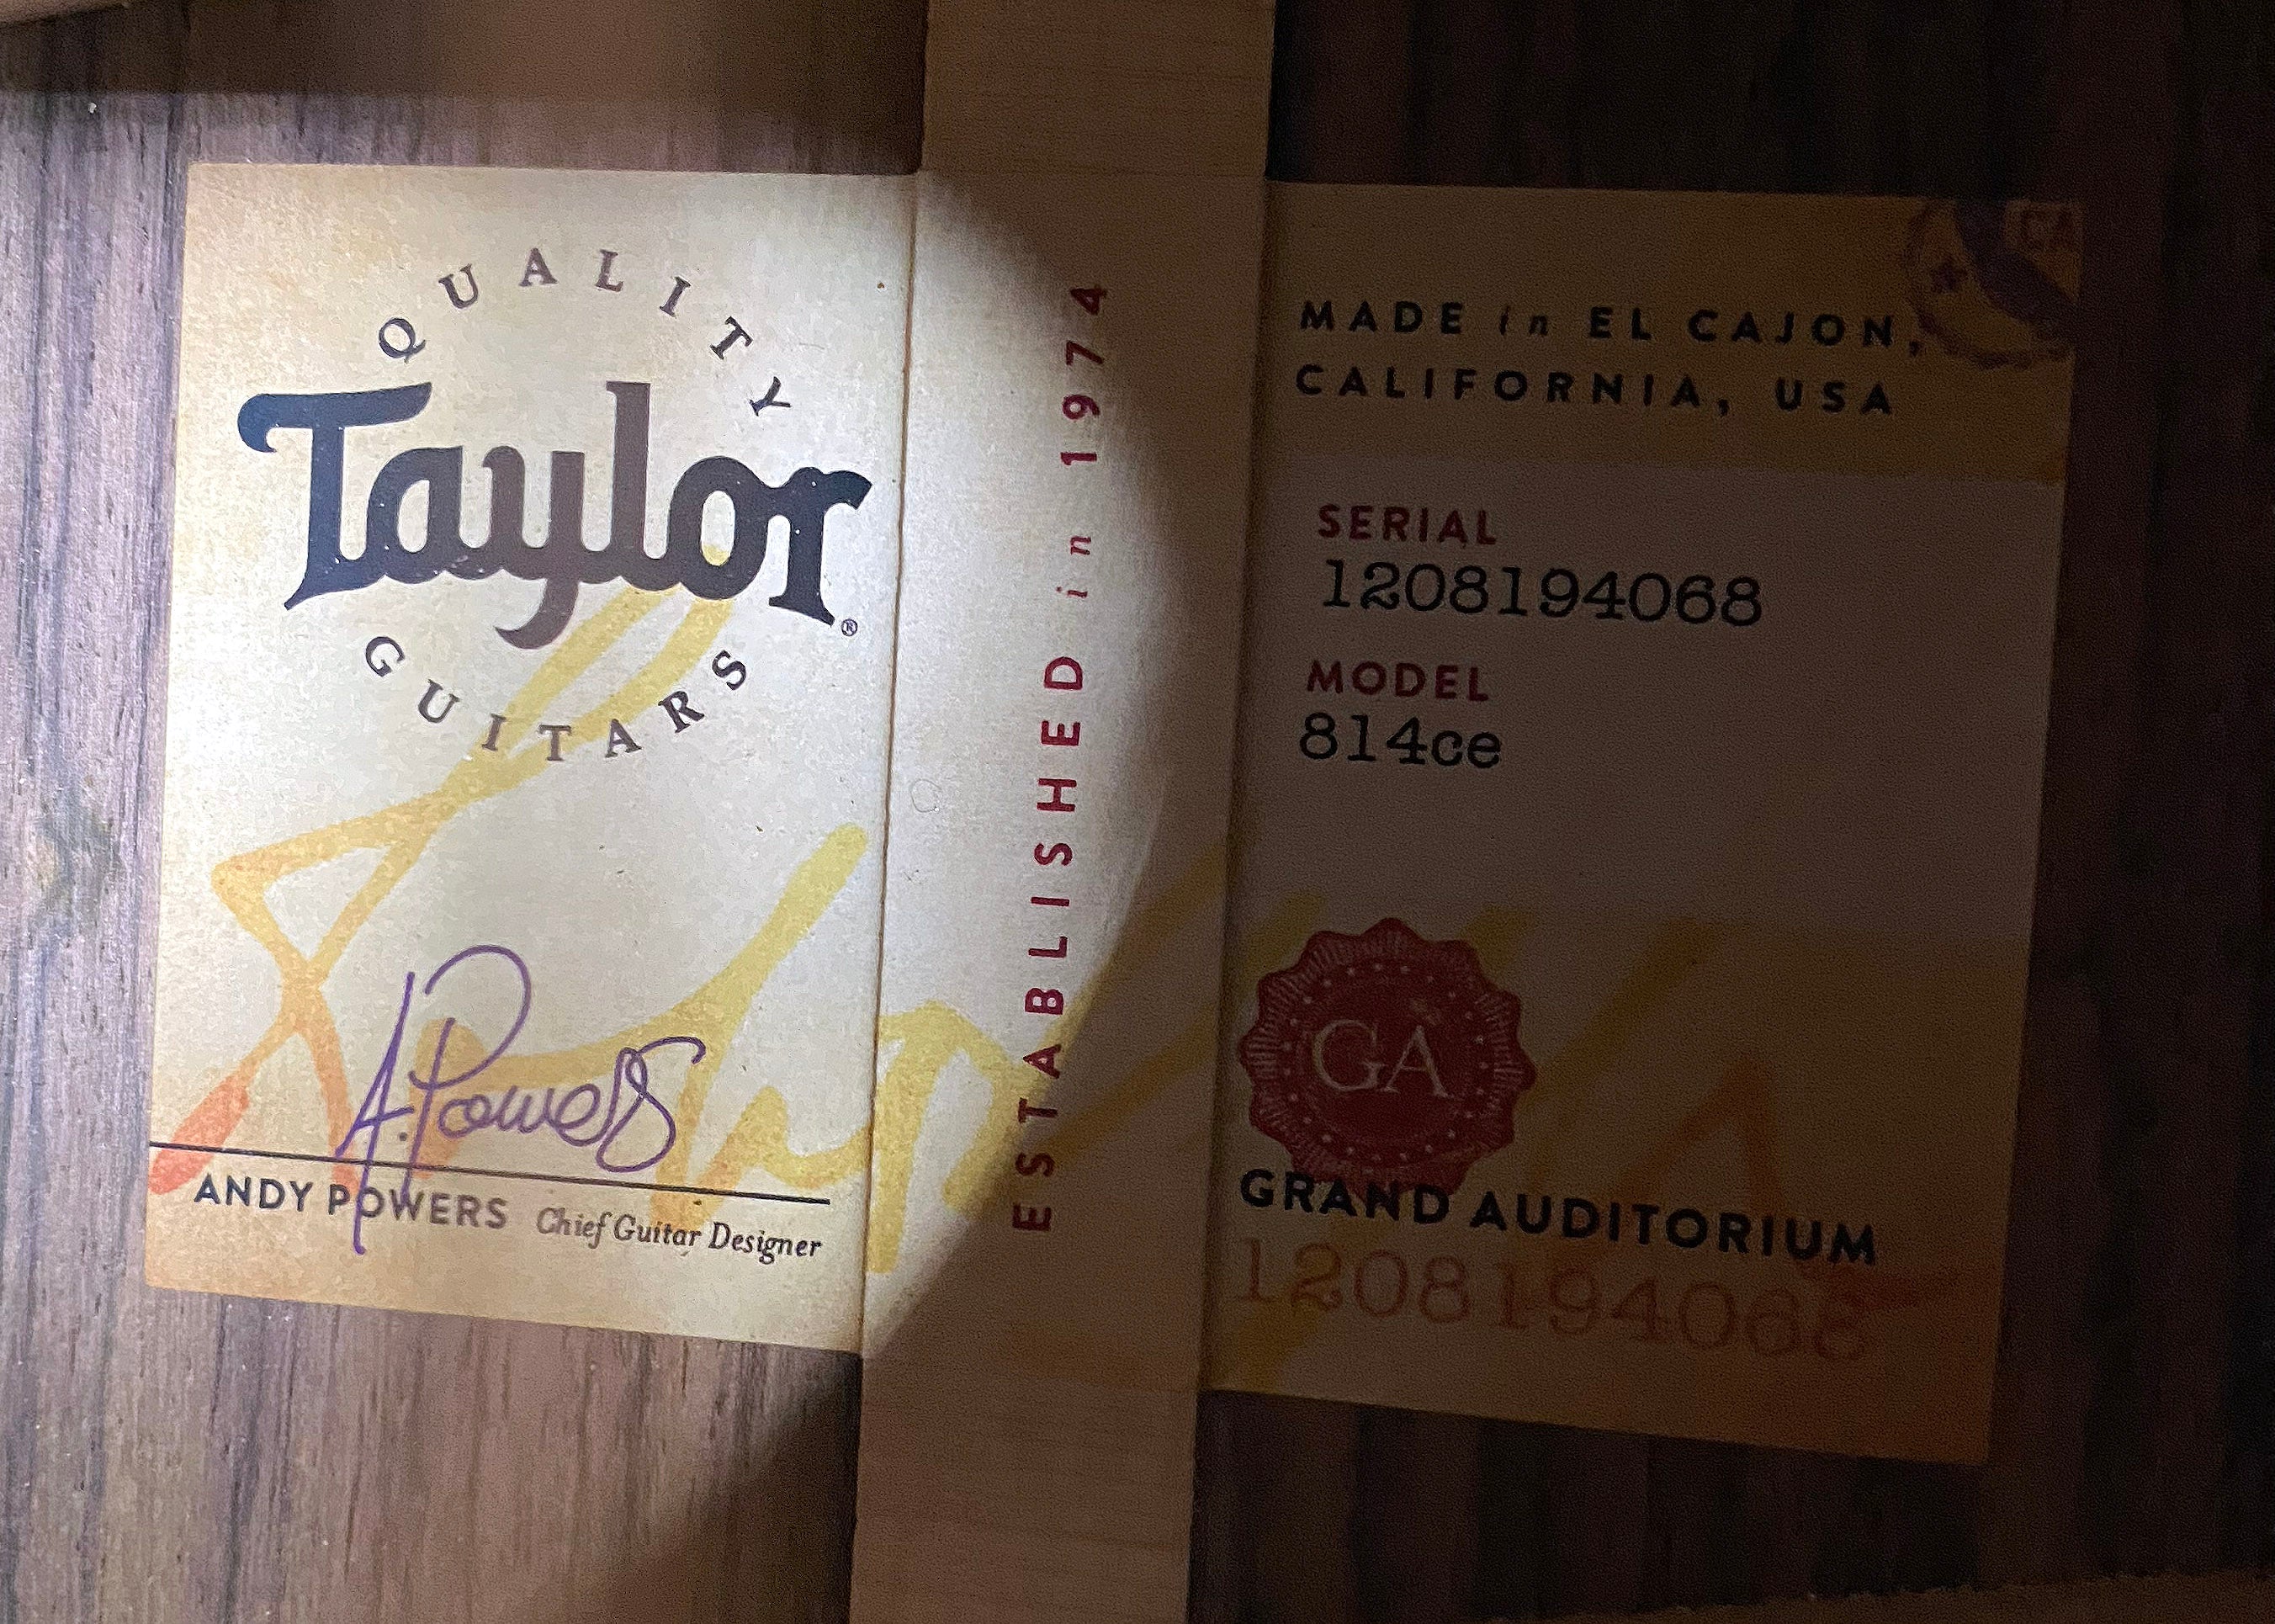 QUALITY
Taylor®
GUITARS
A. Powers
ANDY POWERS Chief Guitar Designer
ESTABLISHED in 1974
MADE in EL CAJON,
CALIFORNIA, USA
SERIAL
1208194068
MODEL
814ce
GA
GRAND AUDITORIUM
1208194068